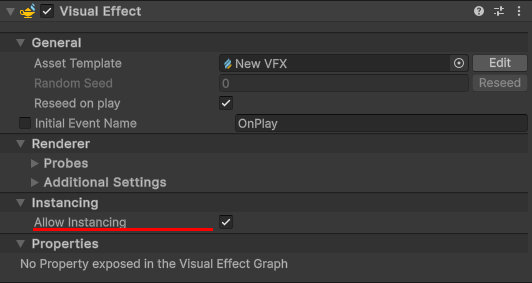 Visual Effect
General
Asset Template New VFX Edit
Random Seed 0 Reseed
Reseed on play
Initial Event Name OnPlay
Renderer
Probes
Additional Settings
Instancing
Allow Instancing
Properties
No Property exposed in the Visual Effect Graph